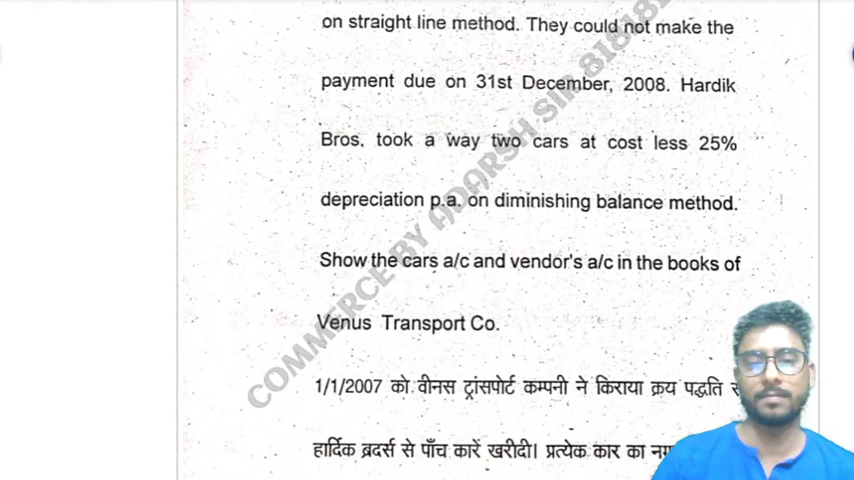 on straight line method. They could not make the
payment due on 31st December, 2008. Hardik
Bros. took a way two cars at cost less 25%
depreciation p.a. on diminishing balance method.
Show the cars a/c and vendor's a/c in the books of
Venus Transport Co.
COMMERCE BY ADARSH SIR 81818
1/1/2007 को वीनस ट्रांसपोर्ट कम्पनी ने किराया क्रय पद्धति
हार्दिक ब्रदर्स से पाँच कारें खरीदी। प्रत्येक कार का